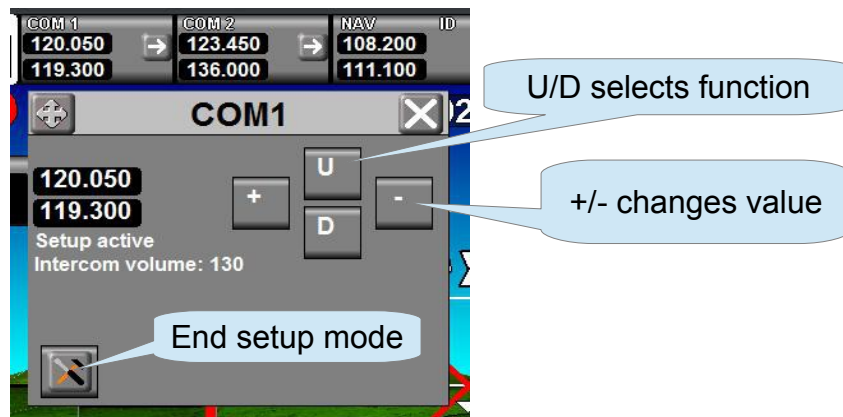 COM 1 COM 2 NAV ID
120.050 123.450 108.200
119.300 136.000 111.100
U/D selects function
COM1
U
120.050
+ -
+/- changes value
119.300
D
Setup active
Intercom volume: 130
End setup mode